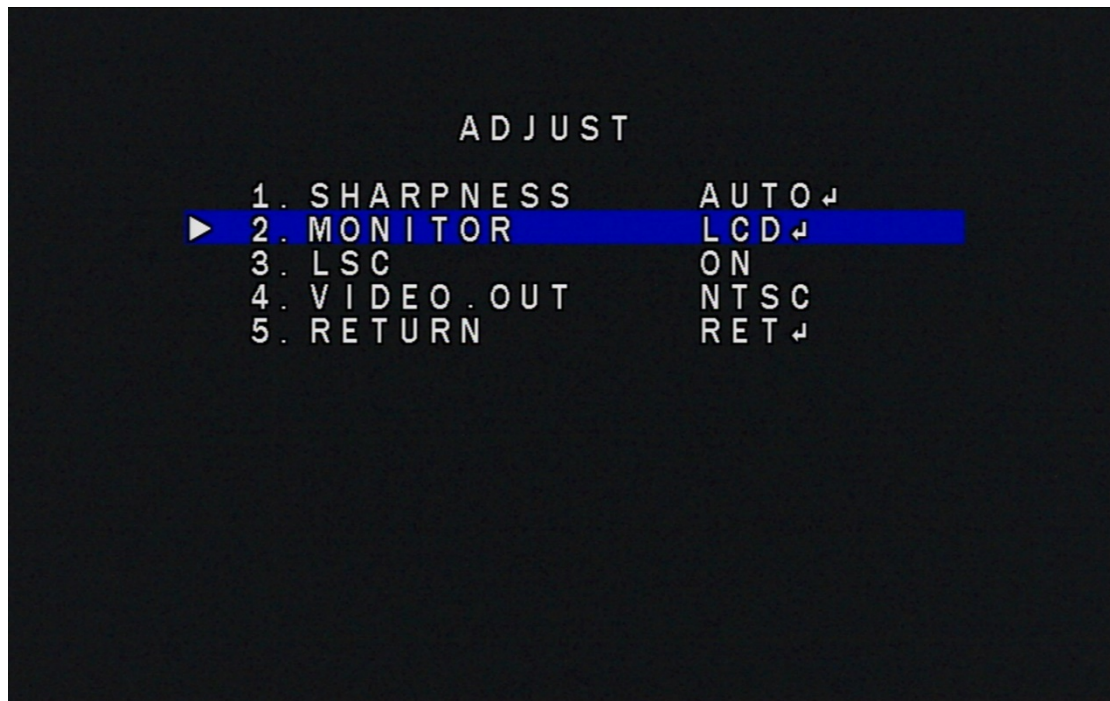 ADJUST
1. SHARPNESS AUTO↲
▶ 2. MONITOR LCD↲
3. LSC ON
4. VIDEO.OUT NTSC
5. RETURN RET↲